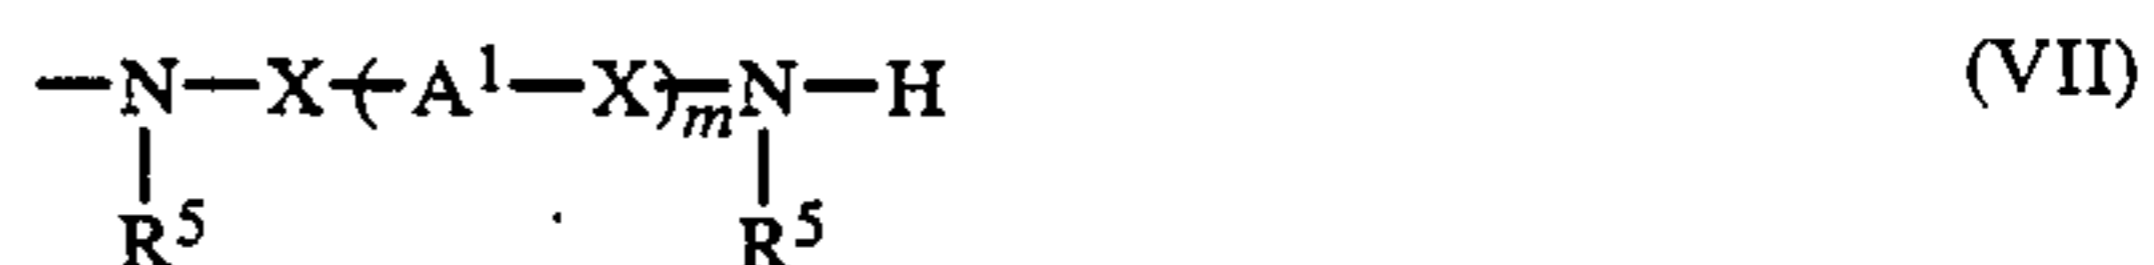 —N—X—(A¹—X)ₘ—N—H (VII)
R⁵ R⁵